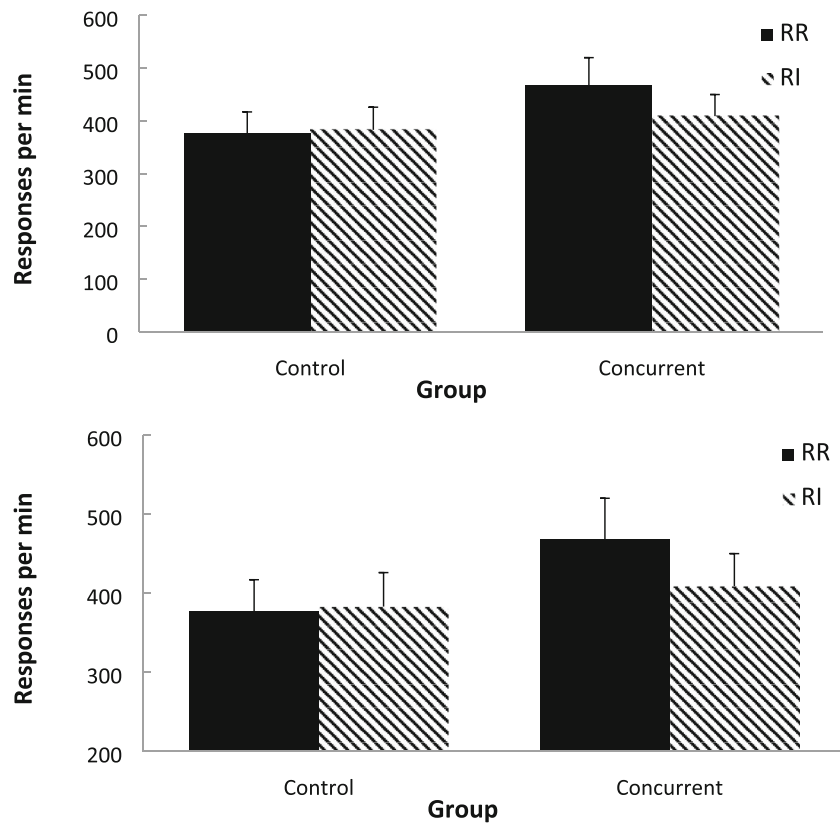 600
500
400
300
200
100
0
Responses per min
RR
RI
Control
Concurrent
Group
600
500
400
300
200
Responses per min
RR
RI
Control
Concurrent
Group